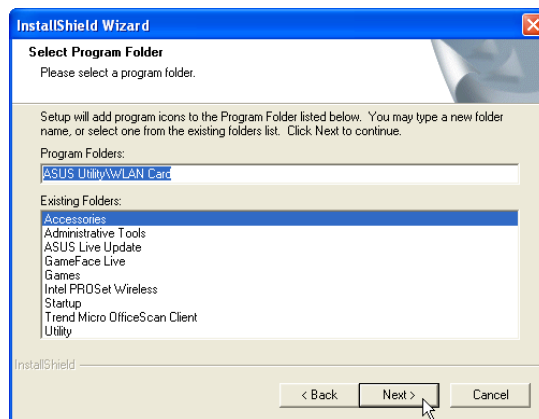 InstallShield Wizard
Select Program Folder
Please select a program folder.
Setup will add program icons to the Program Folder listed below. You may type a new folder
name, or select one from the existing folders list. Click Next to continue.
Program Folders:
ASUS Utility\WLAN Card
Existing Folders:
Accessories
Administrative Tools
ASUS Live Update
GameFace Live
Games
Intel PROSet Wireless
Startup
Trend Micro OfficeScan Client
Utility
InstallShield
< Back
Next >
Cancel